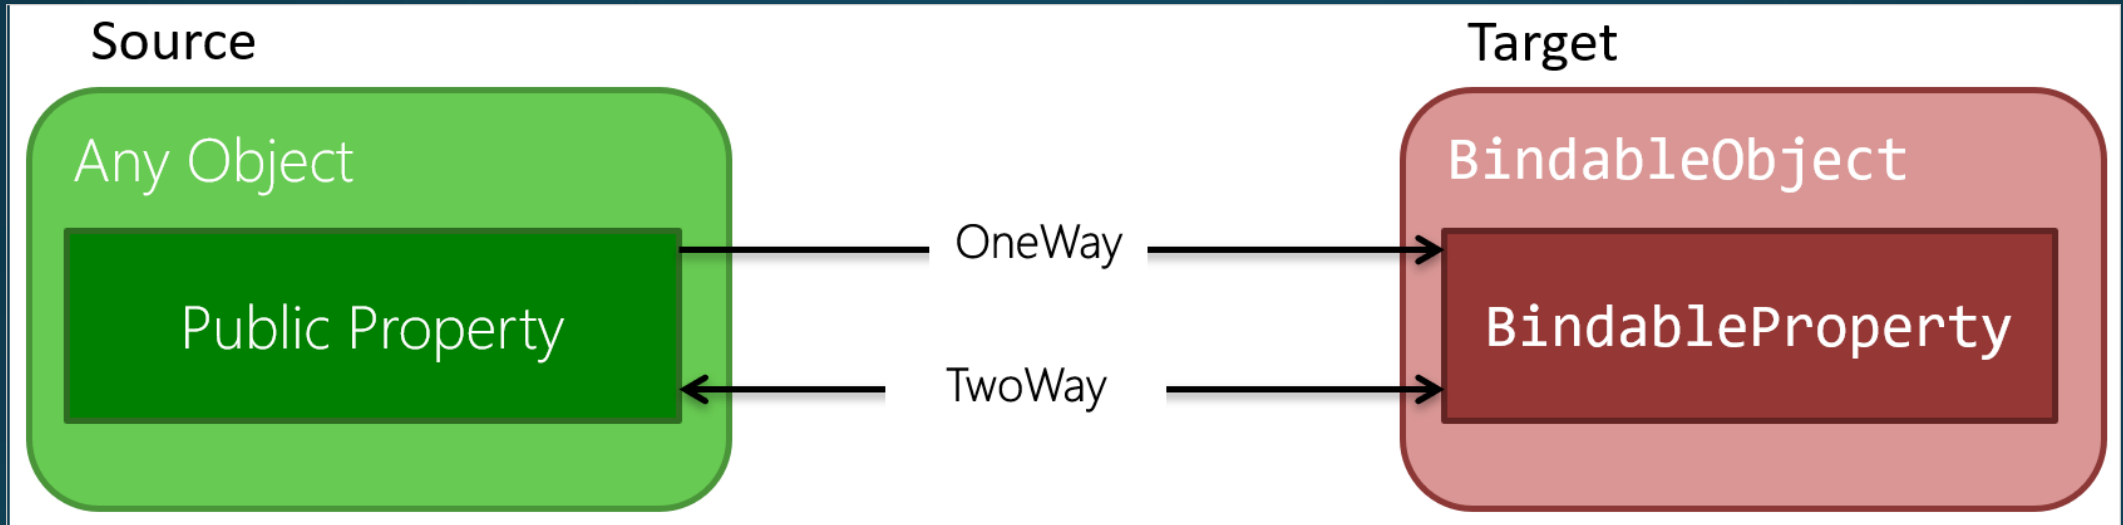 Source
Target
Any Object
BindableObject
OneWay
Public Property
BindableProperty
TwoWay